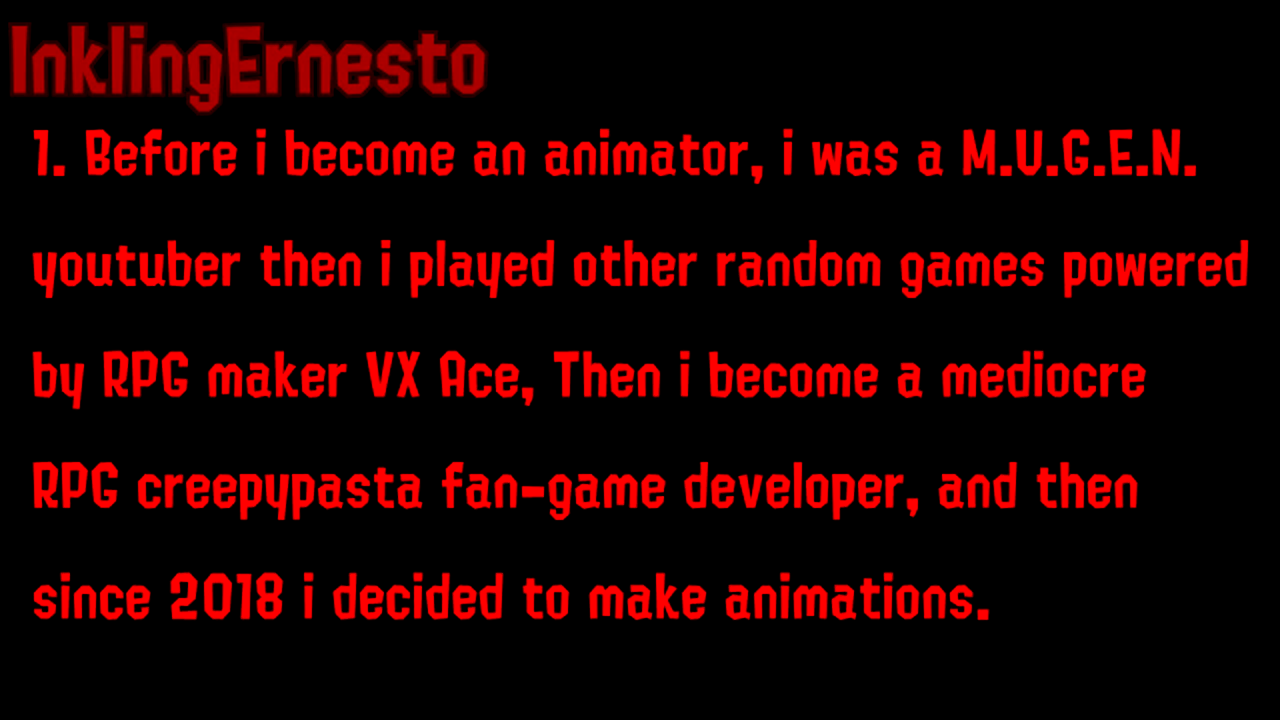 InklingErnesto
1. Before i become an animator, i was a M.U.G.E.N.
youtuber then i played other random games powered
by RPG maker VX Ace, Then i become a mediocre
RPG creepypasta fan-game developer, and then
since 2018 i decided to make animations.